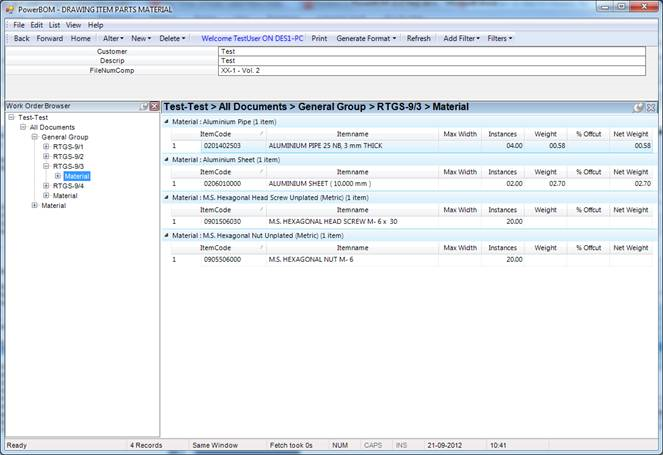 PowerBOM - DRAWING ITEM PARTS MATERIAL
File Edit List View Help
Back Forward Home Alter New Delete Welcome TestUser ON DES1-PC Print Generate Format Refresh Add Filter Filters
Customer Test
Descrip Test
FileNumComp XX-1 - Vol. 2
Work Order Browser
Test-Test
All Documents
General Group
RTGS-9/1
RTGS-9/2
RTGS-9/3
Material
RTGS-9/4
Material
Material
Test-Test > All Documents > General Group > RTGS-9/3 > Material
Material : Aluminium Pipe (1 item)
ItemCode Itemname Max Width Instances Weight % Offcut Net Weight
1 0201402503 ALUMINIUM PIPE 25 NB, 3 mm THICK 04.00 00.58 00.58
Material : Aluminium Sheet (1 item)
ItemCode Itemname Max Width Instances Weight % Offcut Net Weight
1 0206010000 ALUMINIUM SHEET ( 10.000 mm ) 02.00 02.70 02.70
Material : M.S. Hexagonal Head Screw Unplated (Metric) (1 item)
ItemCode Itemname Max Width Instances Weight % Offcut Net Weight
1 0901506030 M.S. HEXAGONAL HEAD SCREW M- 6 x 30 20.00
Material : M.S. Hexagonal Nut Unplated (Metric) (1 item)
ItemCode Itemname Max Width Instances Weight % Offcut Net Weight
1 0905506000 M.S. HEXAGONAL NUT M- 6 20.00
Ready 4 Records Same Window Fetch took 0s NUM CAPS INS 21-09-2012 10:41